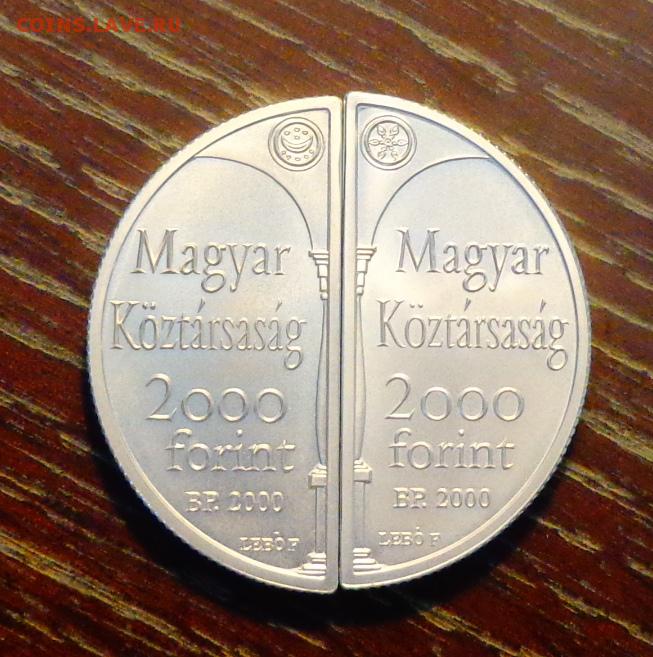 COINS.LAVE.RU
Magyar
Köztársaság
2000
forint
BP. 2000
LEBÓ F
Magyar
Köztársaság
2000
forint
BP. 2000
LEBÓ F